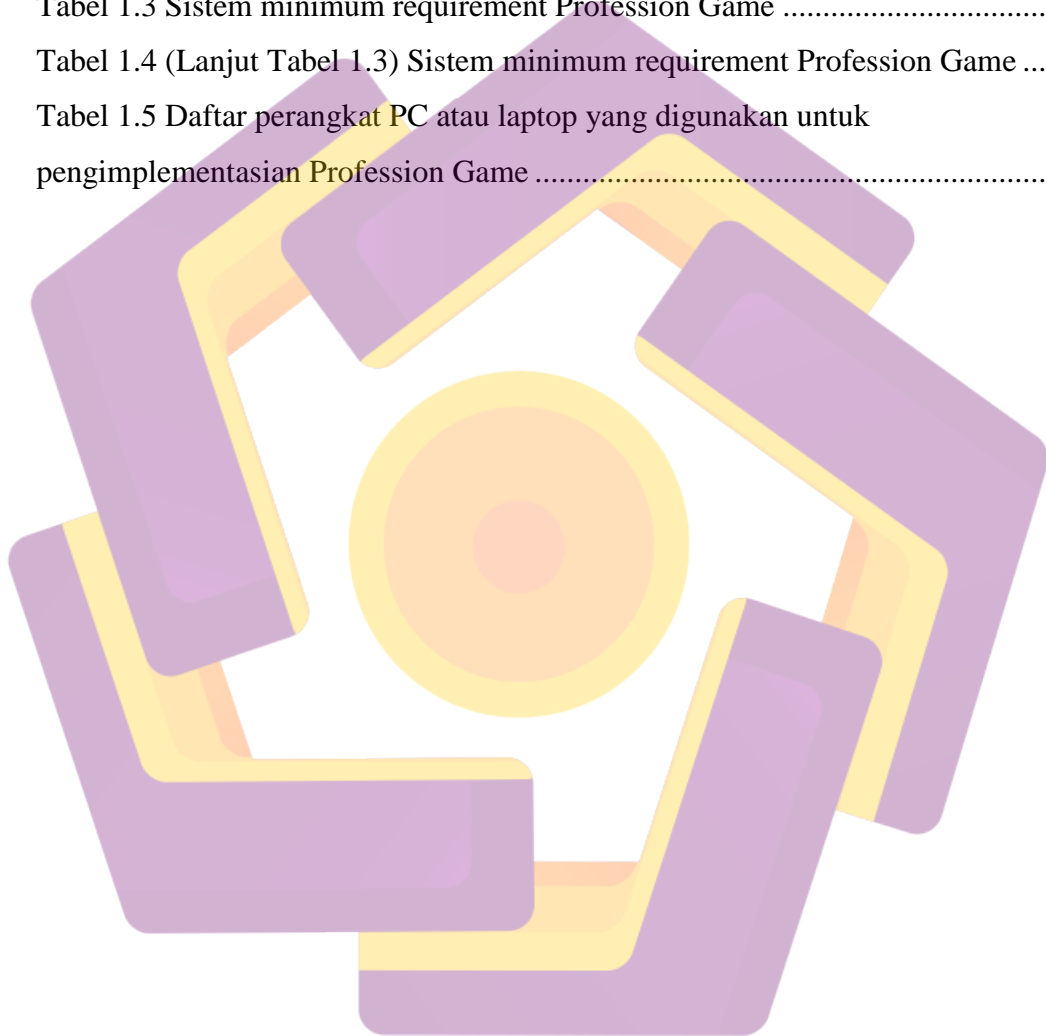 Tabel 1.3 Sistem minimum requirement Profession Game ..............................
Tabel 1.4 (Lanjut Tabel 1.3) Sistem minimum requirement Profession Game ...
Tabel 1.5 Daftar perangkat PC atau laptop yang digunakan untuk
pengimplementasian Profession Game ...........................................................